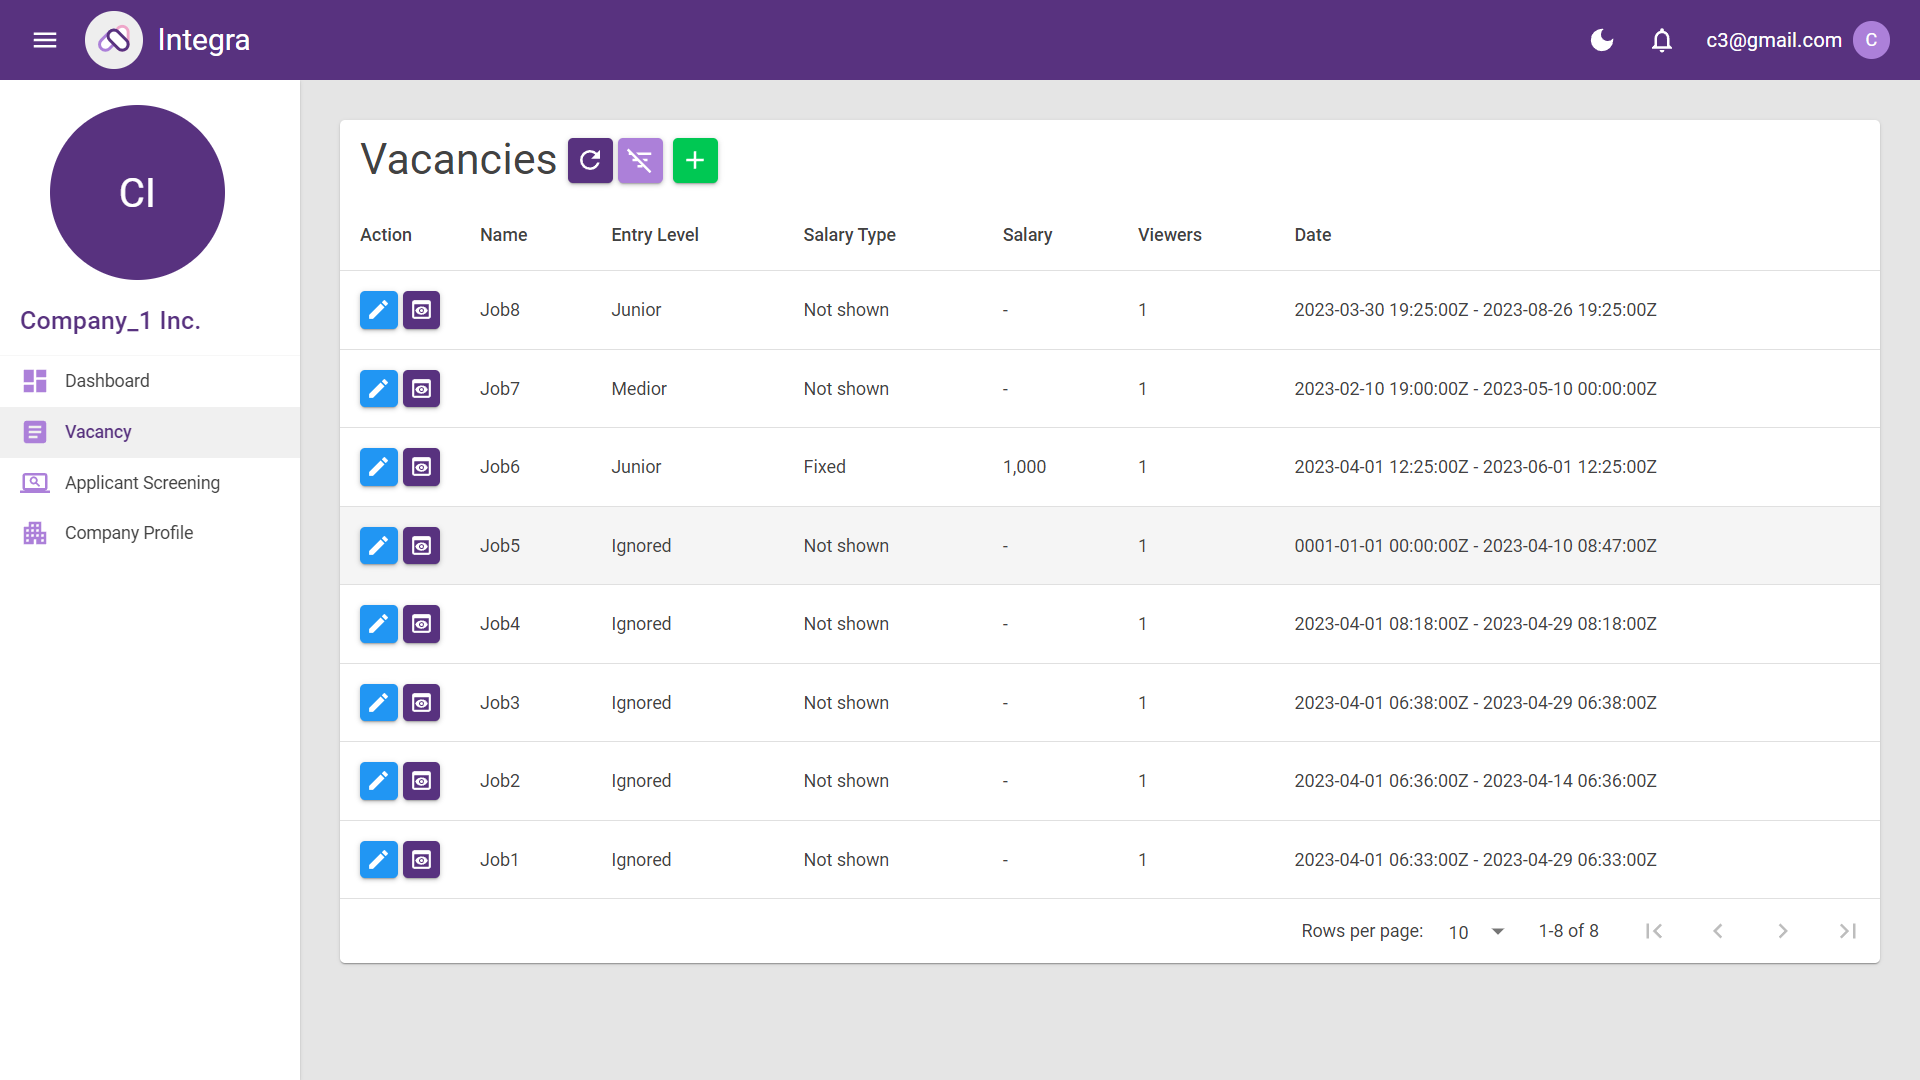 Integra
c3@gmail.com C
CI
Company_1 Inc.
Dashboard
Vacancy
Applicant Screening
Company Profile
Vacancies
Action Name Entry Level Salary Type Salary Viewers Date
Job8 Junior Not shown - 1 2023-03-30 19:25:00Z - 2023-08-26 19:25:00Z
Job7 Medior Not shown - 1 2023-02-10 19:00:00Z - 2023-05-10 00:00:00Z
Job6 Junior Fixed 1,000 1 2023-04-01 12:25:00Z - 2023-06-01 12:25:00Z
Job5 Ignored Not shown - 1 0001-01-01 00:00:00Z - 2023-04-10 08:47:00Z
Job4 Ignored Not shown - 1 2023-04-01 08:18:00Z - 2023-04-29 08:18:00Z
Job3 Ignored Not shown - 1 2023-04-01 06:38:00Z - 2023-04-29 06:38:00Z
Job2 Ignored Not shown - 1 2023-04-01 06:36:00Z - 2023-04-14 06:36:00Z
Job1 Ignored Not shown - 1 2023-04-01 06:33:00Z - 2023-04-29 06:33:00Z
Rows per page: 10 1-8 of 8